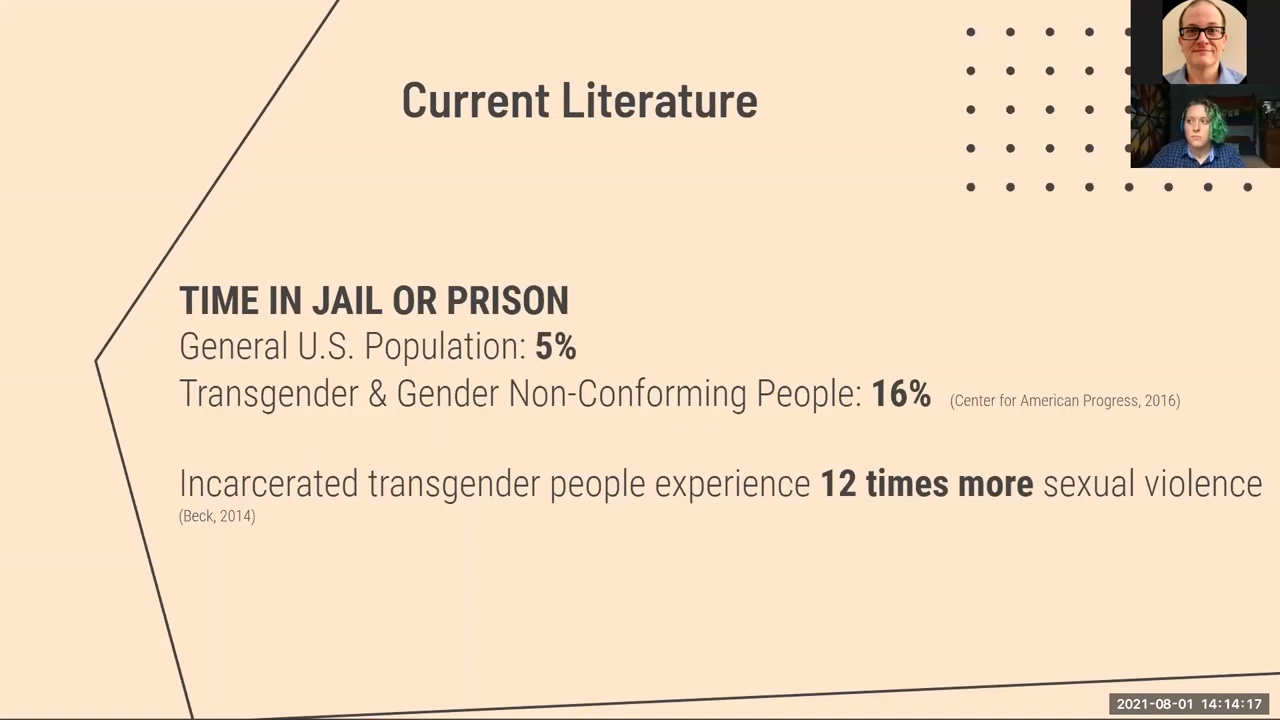 Current Literature
TIME IN JAIL OR PRISON
General U.S. Population: 5%
Transgender & Gender Non-Conforming People: 16% (Center for American Progress, 2016)
Incarcerated transgender people experience 12 times more sexual violence
(Beck, 2014)
2021-08-01 14:14:17